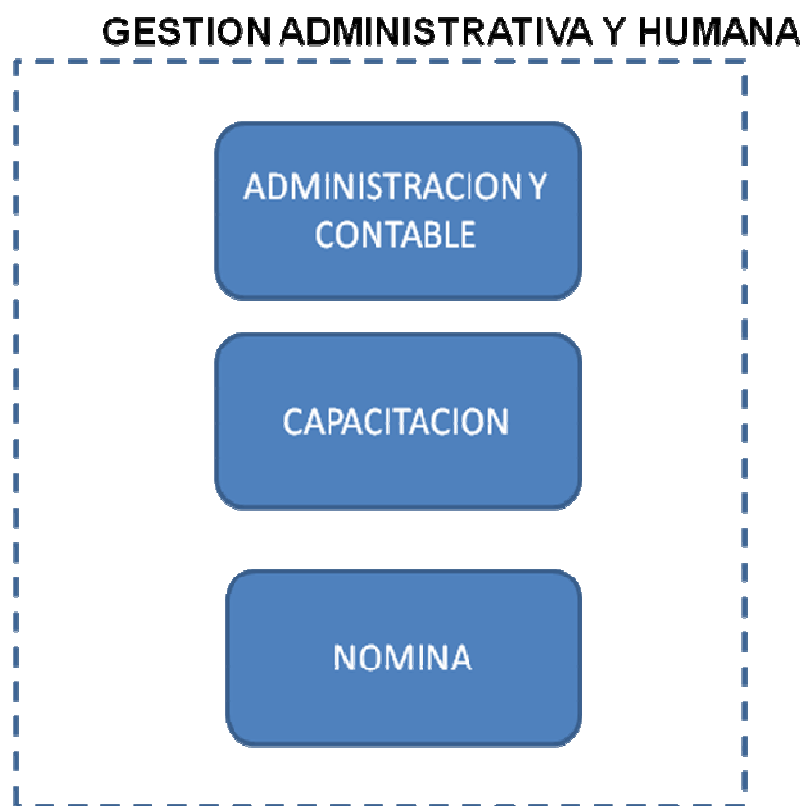 GESTION ADMINISTRATIVA Y HUMANA
ADMINISTRACION Y
CONTABLE
CAPACITACION
NOMINA